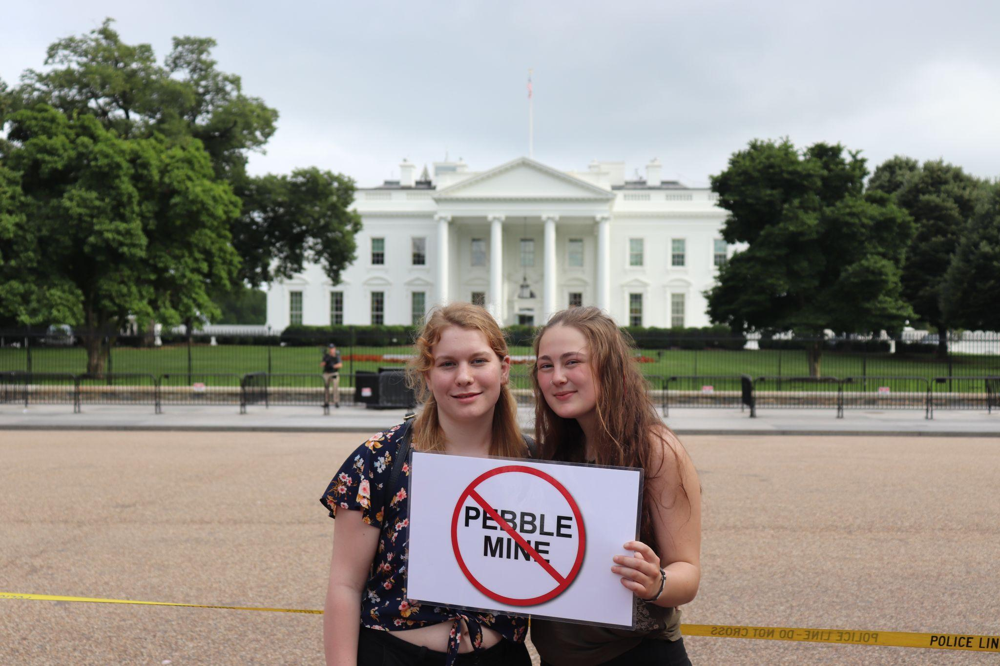 PEBBLE
MINE
POLICE LINE - DO NOT CROSS
POLICE LIN